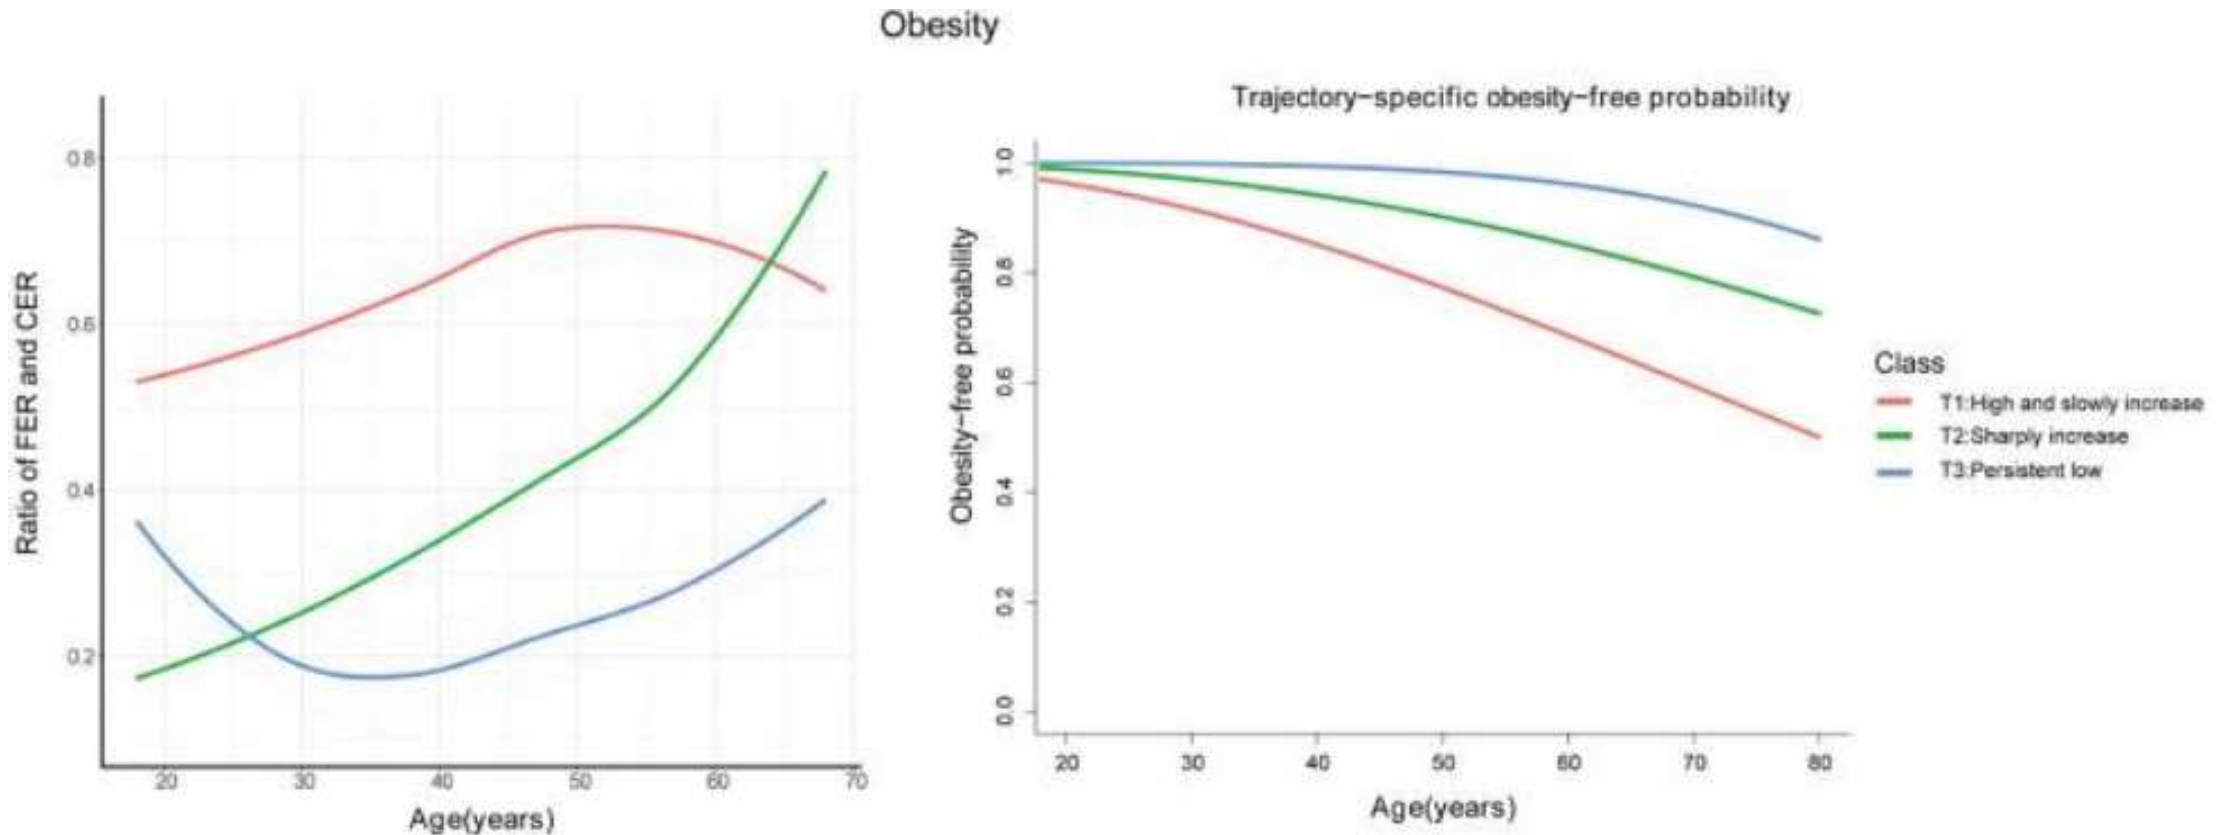 Obesity
Ratio of FER and CER
0.8
0.6
0.4
0.2
20 30 40 50 60 70
Age(years)
Trajectory-specific obesity-free probability
Obesity-free probability
1.0
0.8
0.6
0.4
0.2
0.0
20 30 40 50 60 70 80
Age(years)
Class
T1:High and slowly increase
T2:Sharply increase
T3:Persistent low